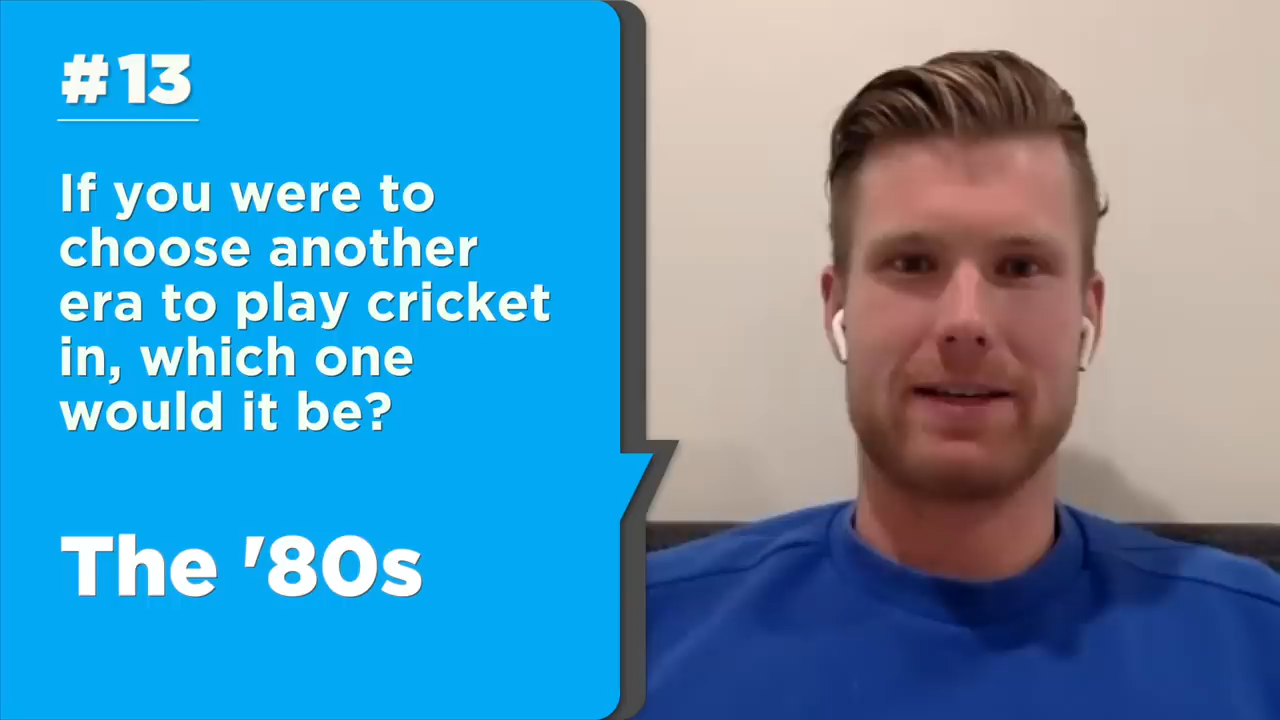 #13
If you were to
choose another
era to play cricket
in, which one
would it be?
The '80s